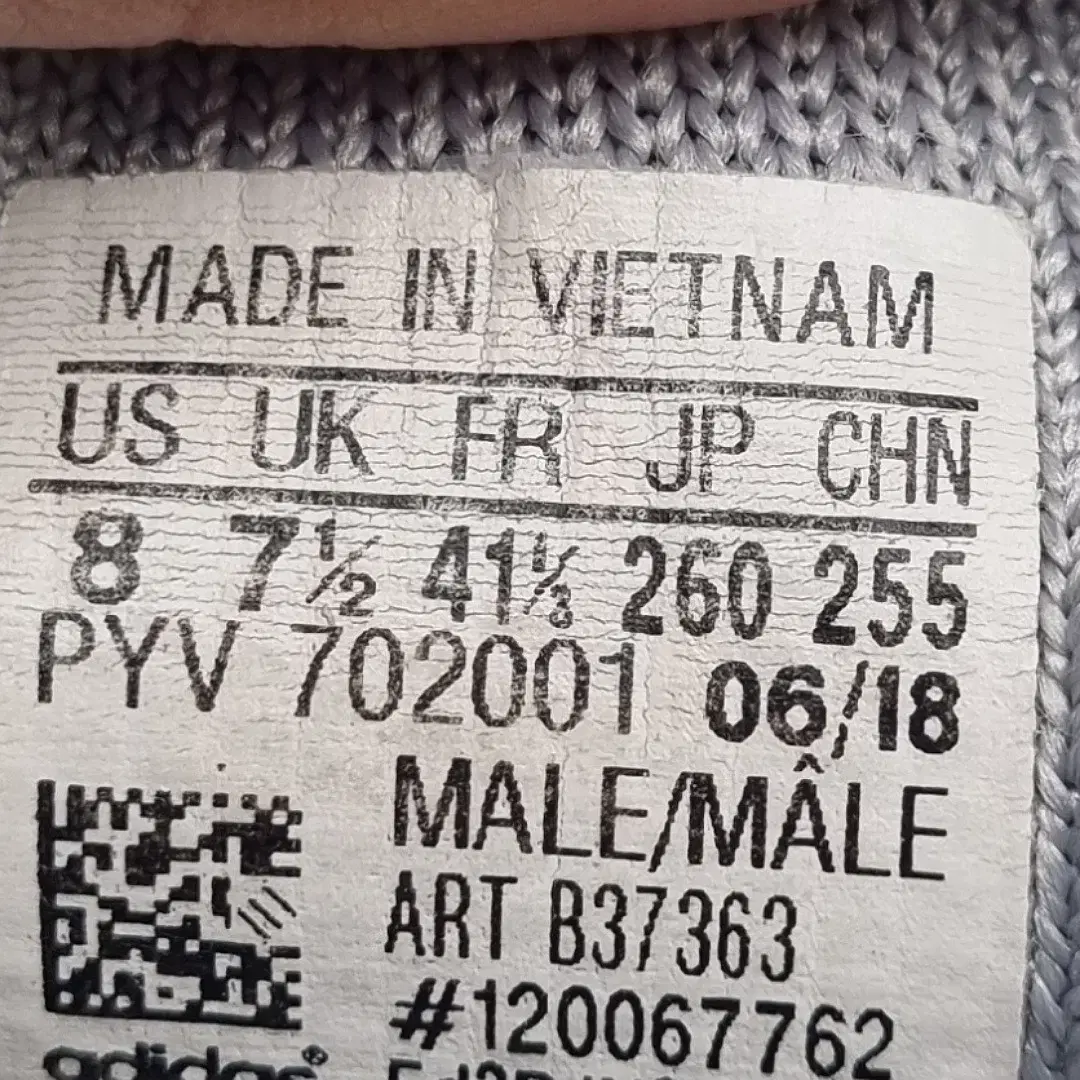 MADE IN VIETNAM
US UK FR JP CHN
8 7½ 41⅓ 260 255
PYV 702001 06/18
MALE/MÂLE
ART B37363
#120067762
adidas®